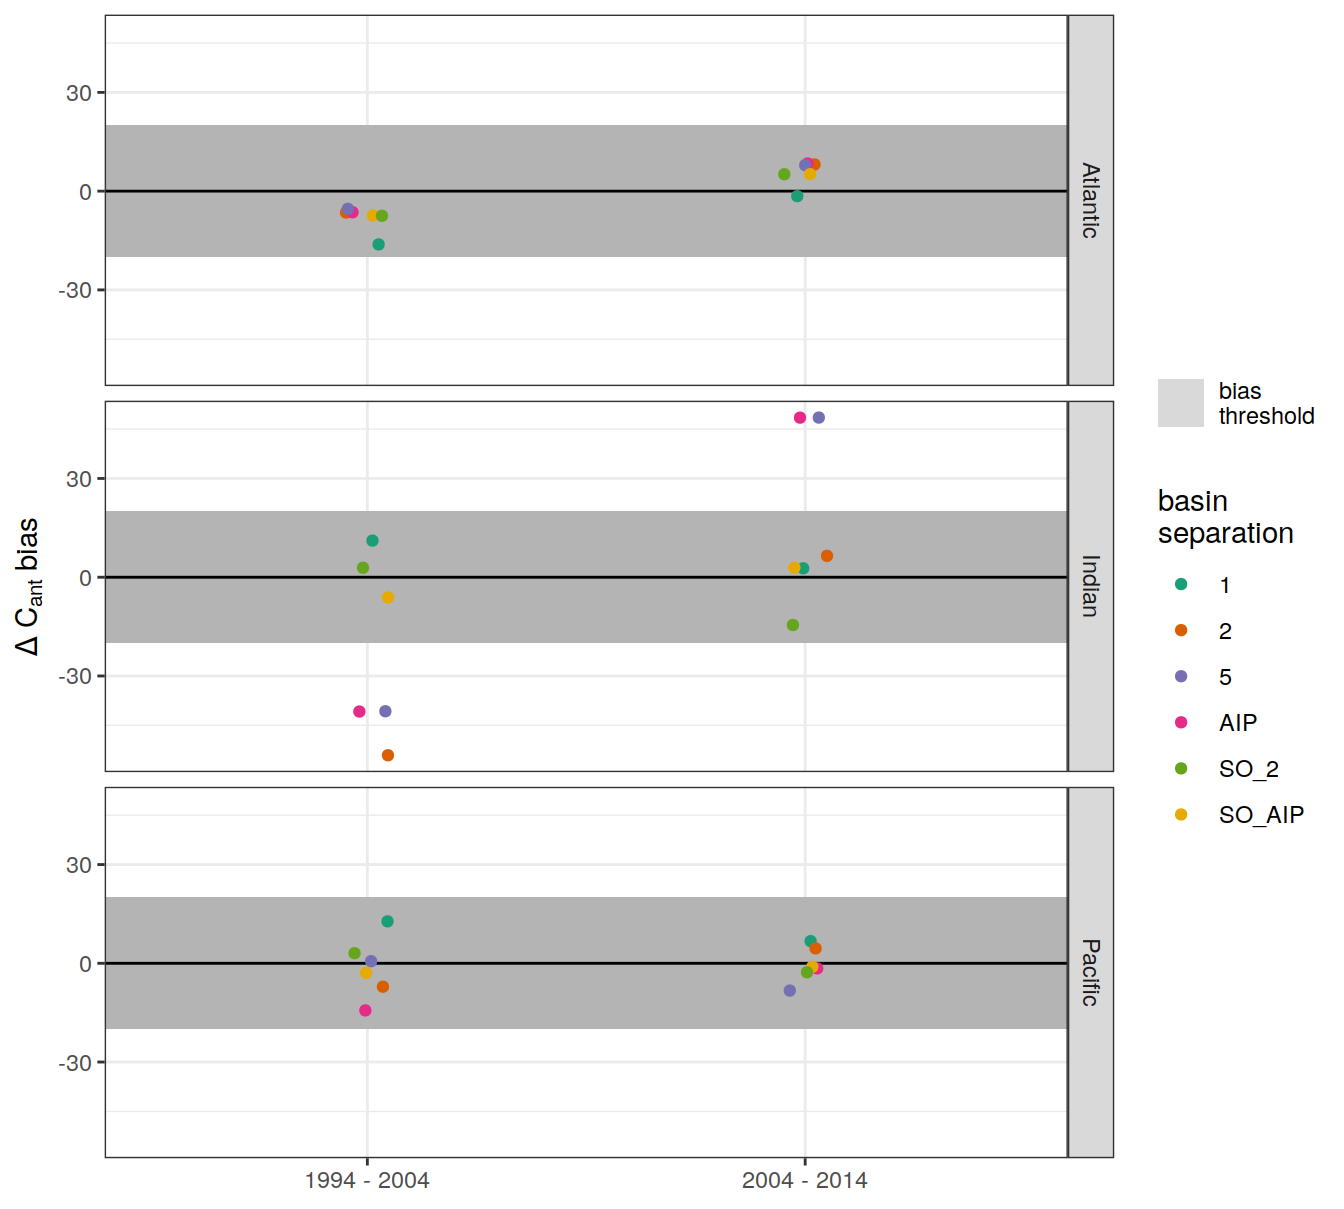 30
0
-30
Atlantic
30
0
-30
Indian
30
0
-30
Pacific
1994 - 2004
2004 - 2014
Δ Cant bias
bias
threshold
basin
separation
1
2
5
AIP
SO_2
SO_AIP